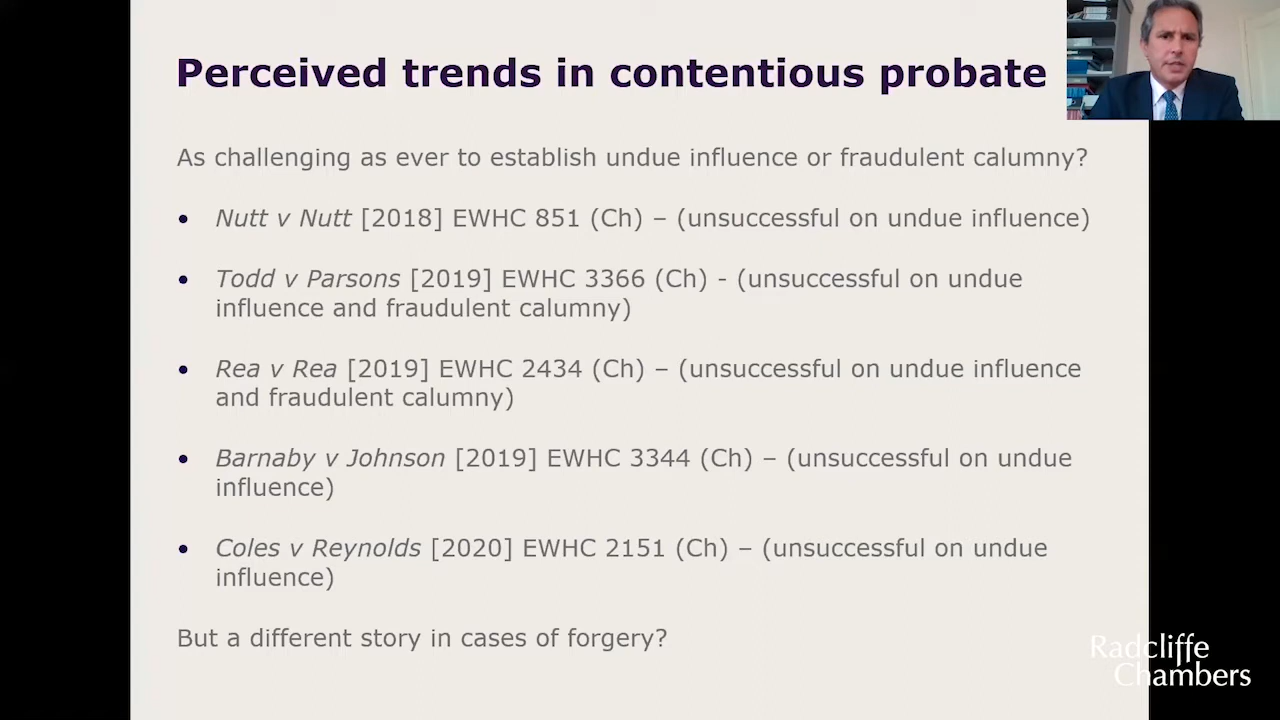 Perceived trends in contentious probate
As challenging as ever to establish undue influence or fraudulent calumny?
• Nutt v Nutt [2018] EWHC 851 (Ch) – (unsuccessful on undue influence)
• Todd v Parsons [2019] EWHC 3366 (Ch) - (unsuccessful on undue
influence and fraudulent calumny)
• Rea v Rea [2019] EWHC 2434 (Ch) – (unsuccessful on undue influence
and fraudulent calumny)
• Barnaby v Johnson [2019] EWHC 3344 (Ch) – (unsuccessful on undue
influence)
• Coles v Reynolds [2020] EWHC 2151 (Ch) – (unsuccessful on undue
influence)
But a different story in cases of forgery?
Radcliffe
Chambers